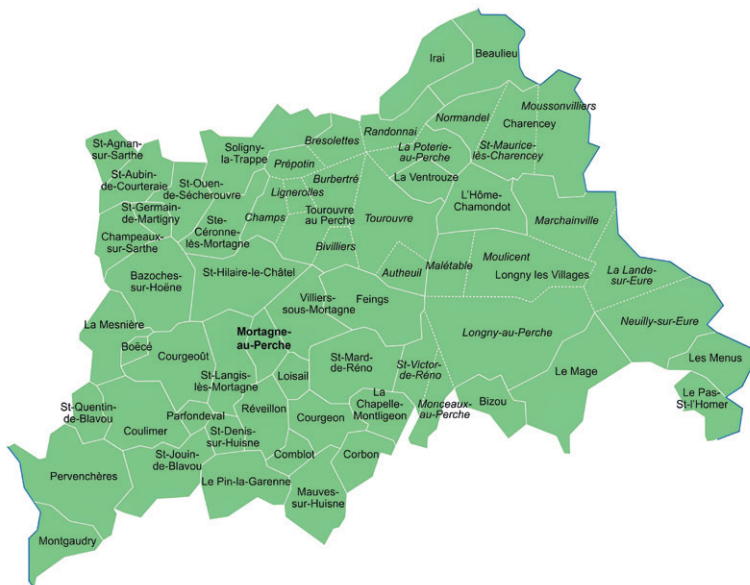 Irai
Beaulieu
Moussonvilliers
Normandel
Charencey
Bresolettes
Randonnai
St-Agnan-
sur-Sarthe
Soligny-
la-Trappe
La Poterie-
au-Perche
St-Maurice-
lès-Charencey
Prépotin
St-Aubin-
de-Courteraie
Burbertré
La Ventrouze
St-Ouen-
de-Sécherouvre
Lignerolles
L'Hôme-
Chamondot
St-Germain-
de-Martigny
Tourouvre
au Perche
Champs
Tourouvre
Marchainville
Ste-
Céronne-
lès-Mortagne
Champeaux-
sur-Sarthe
Bivilliers
Moulicent
Bazoches-
sur-Hoëne
St-Hilaire-le-Châtel
Autheuil
Malétable
Longny les Villages
La Lande-
sur-Eure
Villiers-
sous-Mortagne
Feings
La Mesnière
Mortagne-
au-Perche
Longny-au-Perche
Neuilly-sur-Eure
Boëcé
Courgeoût
St-Mard-
de-Réno
St-Victor-
de-Réno
Les Menus
St-Langis-
lès-Mortagne
Loisail
Le Mage
La
Chapelle-
Montligeon
Bizou
Le Pas-
St-l'Homer
St-Quentin-
de-Blavou
Parfondeval
Réveillon
Courgeon
Monceaux-
au-Perche
Coulimer
St-Denis-
sur-Huisne
St-Jouin-
de-Blavou
Comblot
Corbon
Pervenchères
Le Pin-la-Garenne
Mauves-
sur-Huisne
Montgaudry